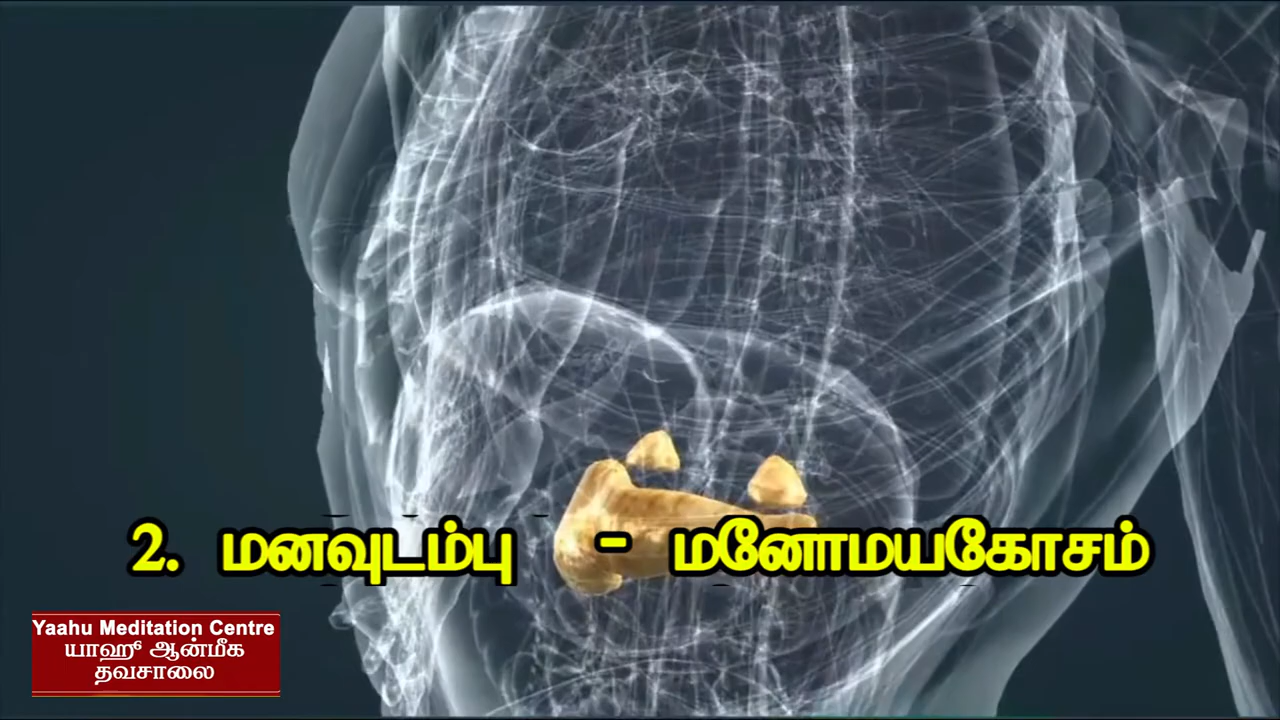 2. மனவுடம்பு - மனோமயகோசம்
Yaahu Meditation Centre
யாஹூ ஆன்மீக
தவசாலை